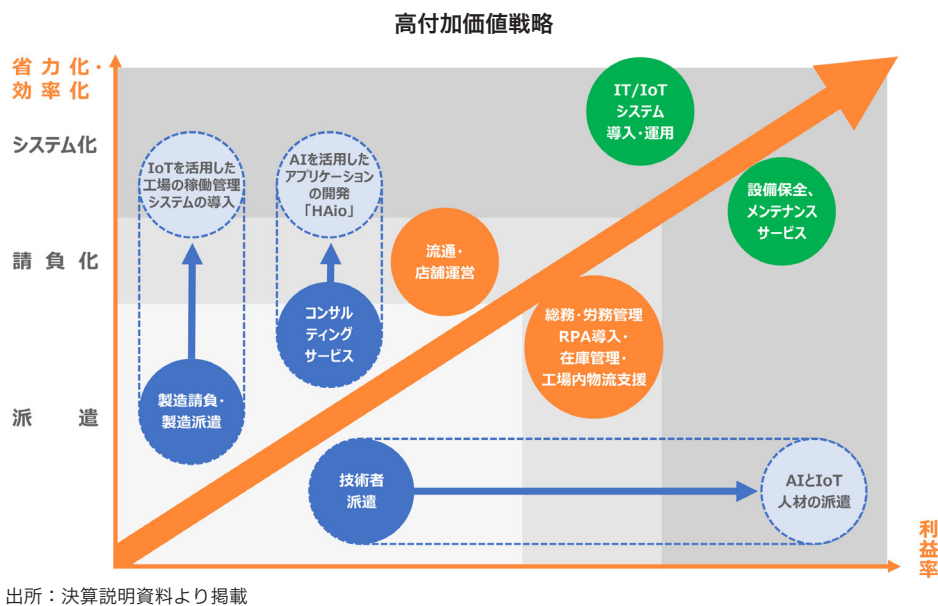 高付加価値戦略
省力化・
効率化
システム化
請負化
派遣
IoTを活用した
工場の稼働管理
システムの導入
AIを活用した
アプリケーション
の開発
「HAio」
IT/IoT
システム
導入・運用
設備保全、
メンテナンス
サービス
流通・
店舗運営
コンサル
ティング
サービス
総務・労務管理
RPA導入・
在庫管理・
工場内物流支援
製造請負・
製造派遣
技術者
派遣
AIとIoT
人材の派遣
利益率
出所：決算説明資料より掲載